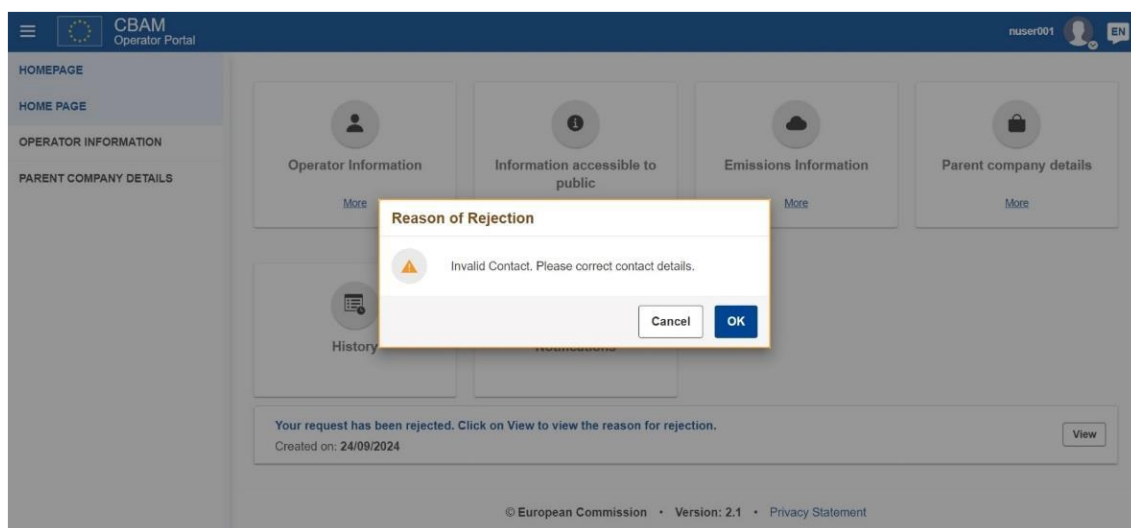 CBAM
Operator Portal
nuser001
EN
HOMEPAGE
HOME PAGE
OPERATOR INFORMATION
PARENT COMPANY DETAILS
Operator Information
More
Information accessible to
public
Emissions Information
More
Parent company details
More
Reason of Rejection
Invalid Contact. Please correct contact details.
Cancel
OK
History
Notifications
Your request has been rejected. Click on View to view the reason for rejection.
Created on: 24/09/2024
View
© European Commission • Version: 2.1 • Privacy Statement